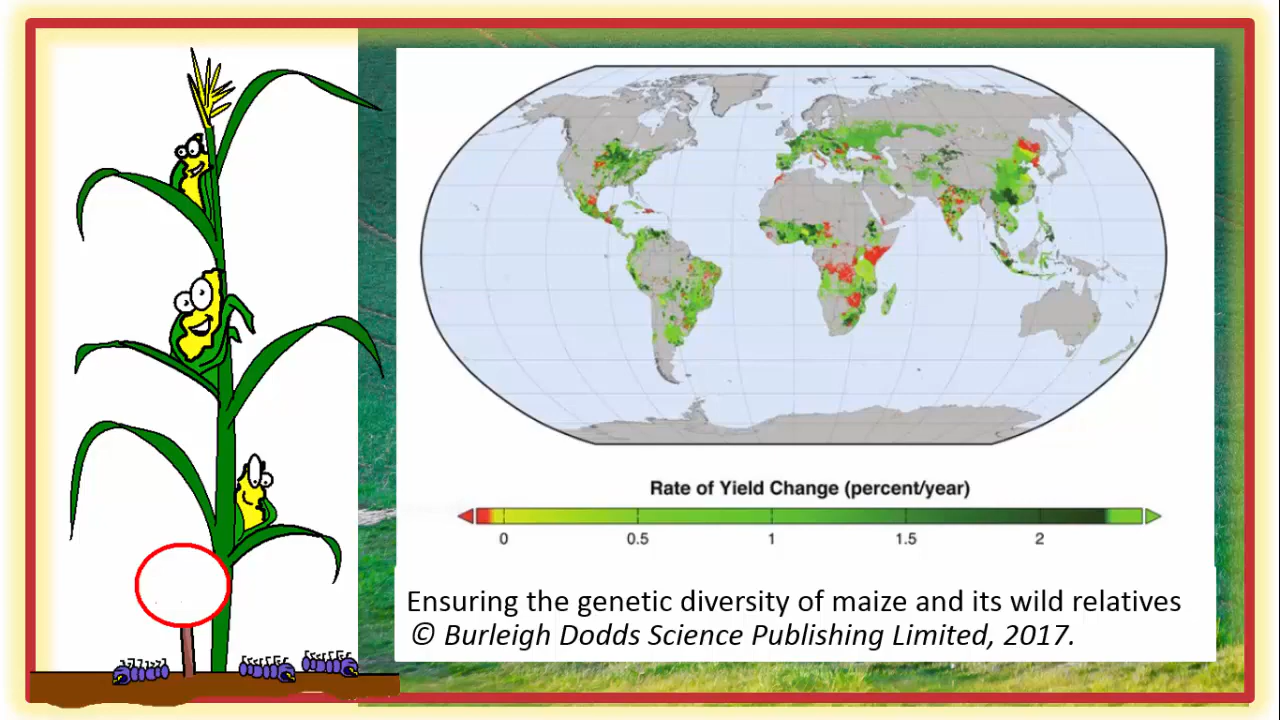 Rate of Yield Change (percent/year)
0 0.5 1 1.5 2
Ensuring the genetic diversity of maize and its wild relatives
© Burleigh Dodds Science Publishing Limited, 2017.